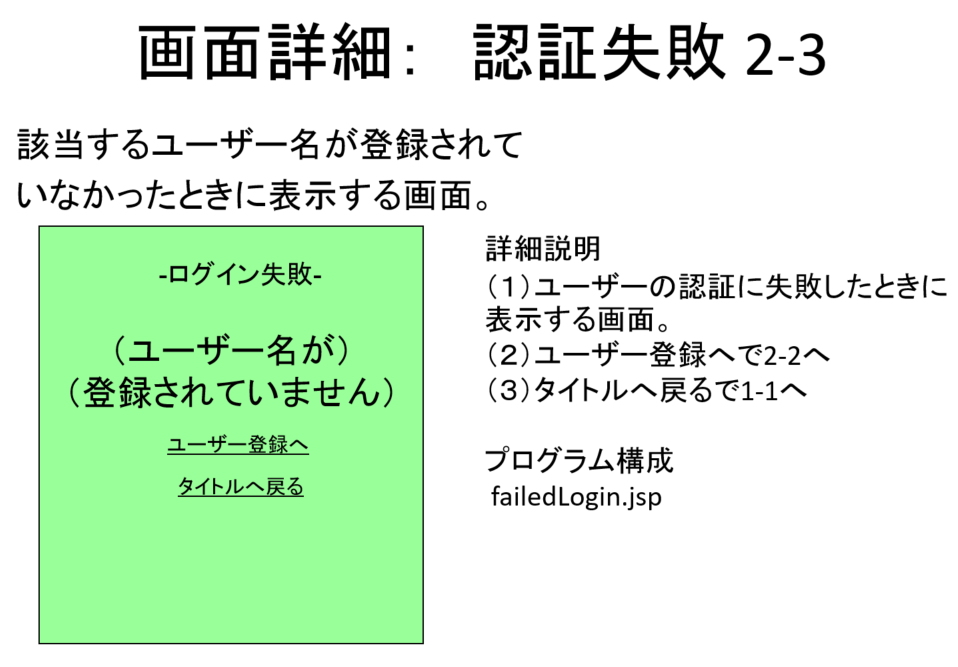 画面詳細： 認証失敗 2-3
該当するユーザー名が登録されて
いなかったときに表示する画面。
-ログイン失敗-
（ユーザー名が）
（登録されていません）
ユーザー登録へ
タイトルへ戻る
詳細説明
（１）ユーザーの認証に失敗したときに
表示する画面。
（２）ユーザー登録へで2-2へ
（３）タイトルへ戻るで1-1へ
プログラム構成
failedLogin.jsp